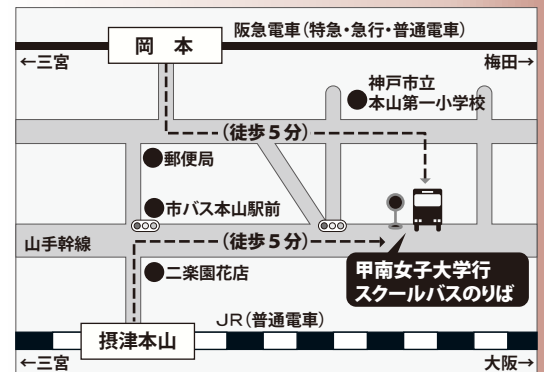 阪急電車(特急・急行・普通電車)
岡本
←三宮
梅田→
神戸市立
本山第一小学校
(徒歩5分)
郵便局
市バス本山駅前
山手幹線
(徒歩5分)
甲南女子大学行
スクールバスのりば
二楽園花店
JR(普通電車)
摂津本山
←三宮
大阪→